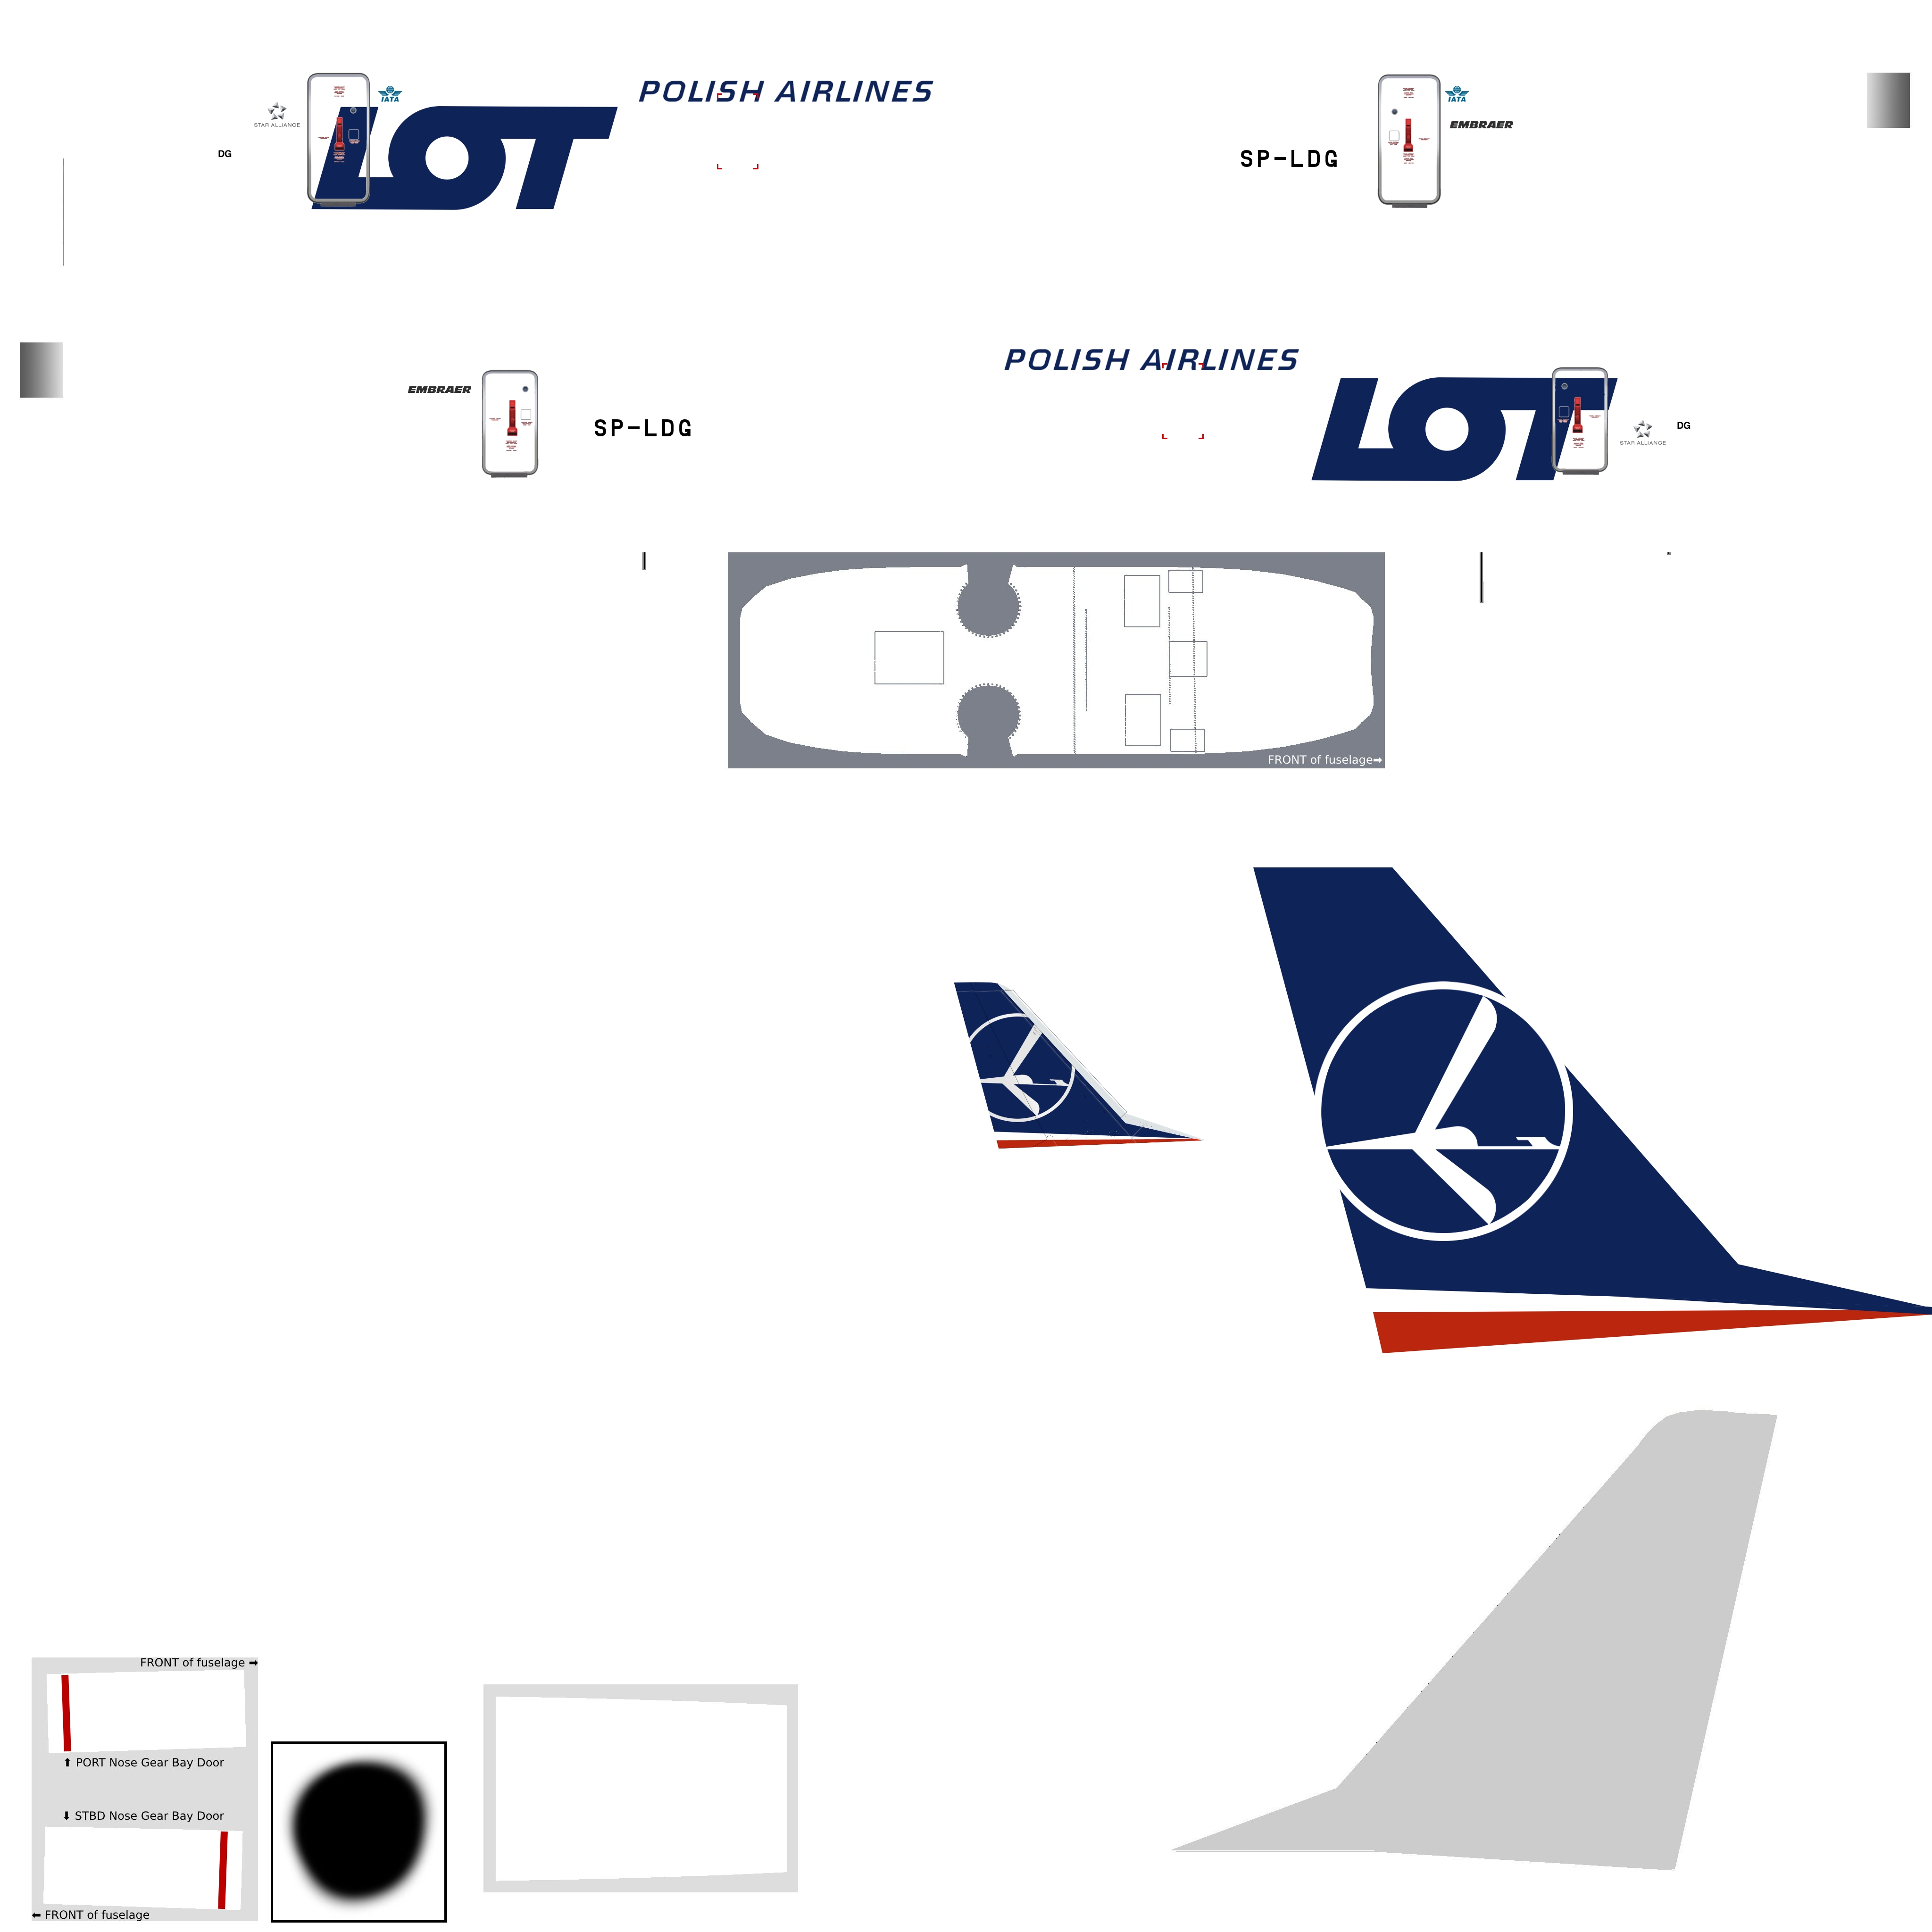 POLISH AIRLINES
IATA
STAR ALLIANCE
DG
LOT
SP-LDG
IATA
EMBRAER
POLISH AIRLINES
EMBRAER
SP-LDG
LOT
STAR ALLIANCE
DG
FRONT of fuselage➡
FRONT of fuselage ➡
⬆ PORT Nose Gear Bay Door
⬇ STBD Nose Gear Bay Door
⬅ FRONT of fuselage